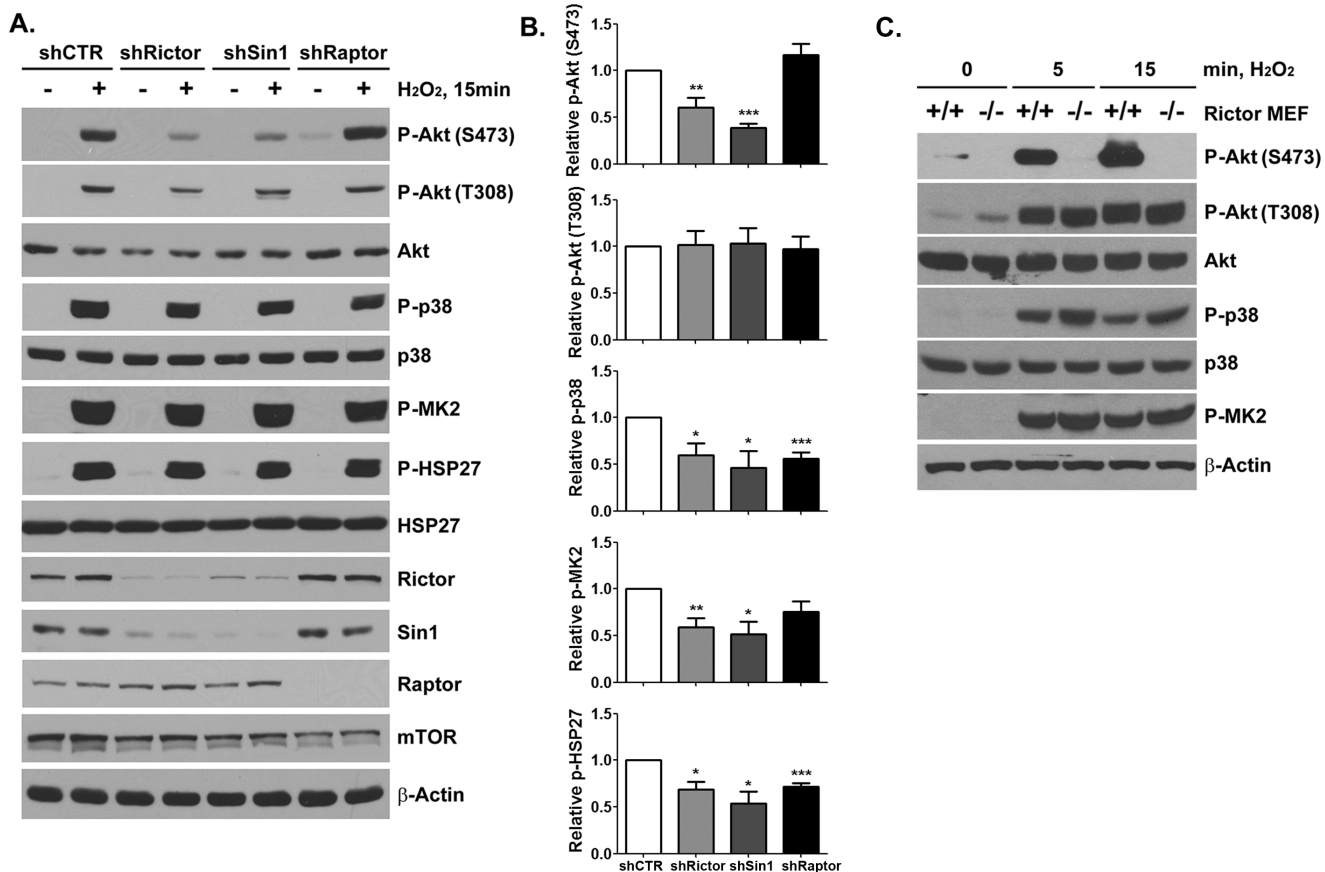 A.
shCTR shRictor shSin1 shRaptor
- + - + - + - + H₂O₂, 15min
P-Akt (S473)
P-Akt (T308)
Akt
P-p38
p38
P-MK2
P-HSP27
HSP27
Rictor
Sin1
Raptor
mTOR
β-Actin
B.
Relative p-Akt (S473)
1.5
1.0
0.5
0.0
** ***
Relative p-Akt (T308)
1.5
1.0
0.5
0.0
Relative p-p38
1.5
1.0
0.5
0.0
* * ***
Relative p-MK2
1.5
1.0
0.5
0.0
** *
Relative p-HSP27
1.5
1.0
0.5
0.0
* * ***
shCTR shRictor shSin1 shRaptor
C.
0 5 15 min, H₂O₂
+/+ -/- +/+ -/- +/+ -/- Rictor MEF
P-Akt (S473)
P-Akt (T308)
Akt
P-p38
p38
P-MK2
β-Actin